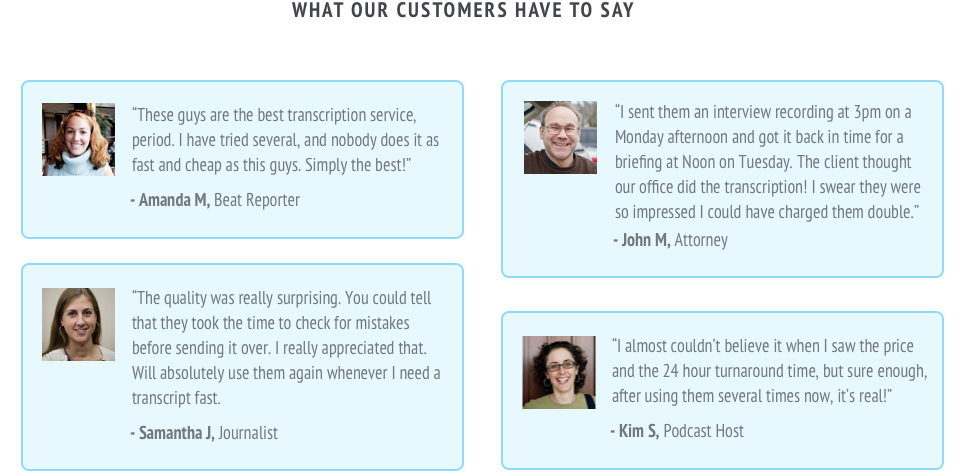 WHAT OUR CUSTOMERS HAVE TO SAY
“These guys are the best transcription service,
period. I have tried several, and nobody does it as
fast and cheap as this guys. Simply the best!”
- Amanda M, Beat Reporter
“I sent them an interview recording at 3pm on a
Monday afternoon and got it back in time for a
briefing at Noon on Tuesday. The client thought
our office did the transcription! I swear they were
so impressed I could have charged them double.”
- John M, Attorney
“The quality was really surprising. You could tell
that they took the time to check for mistakes
before sending it over. I really appreciated that.
Will absolutely use them again whenever I need a
transcript fast.
- Samantha J, Journalist
“I almost couldn't believe it when I saw the price
and the 24 hour turnaround time, but sure enough,
after using them several times now, it's real!”
- Kim S, Podcast Host